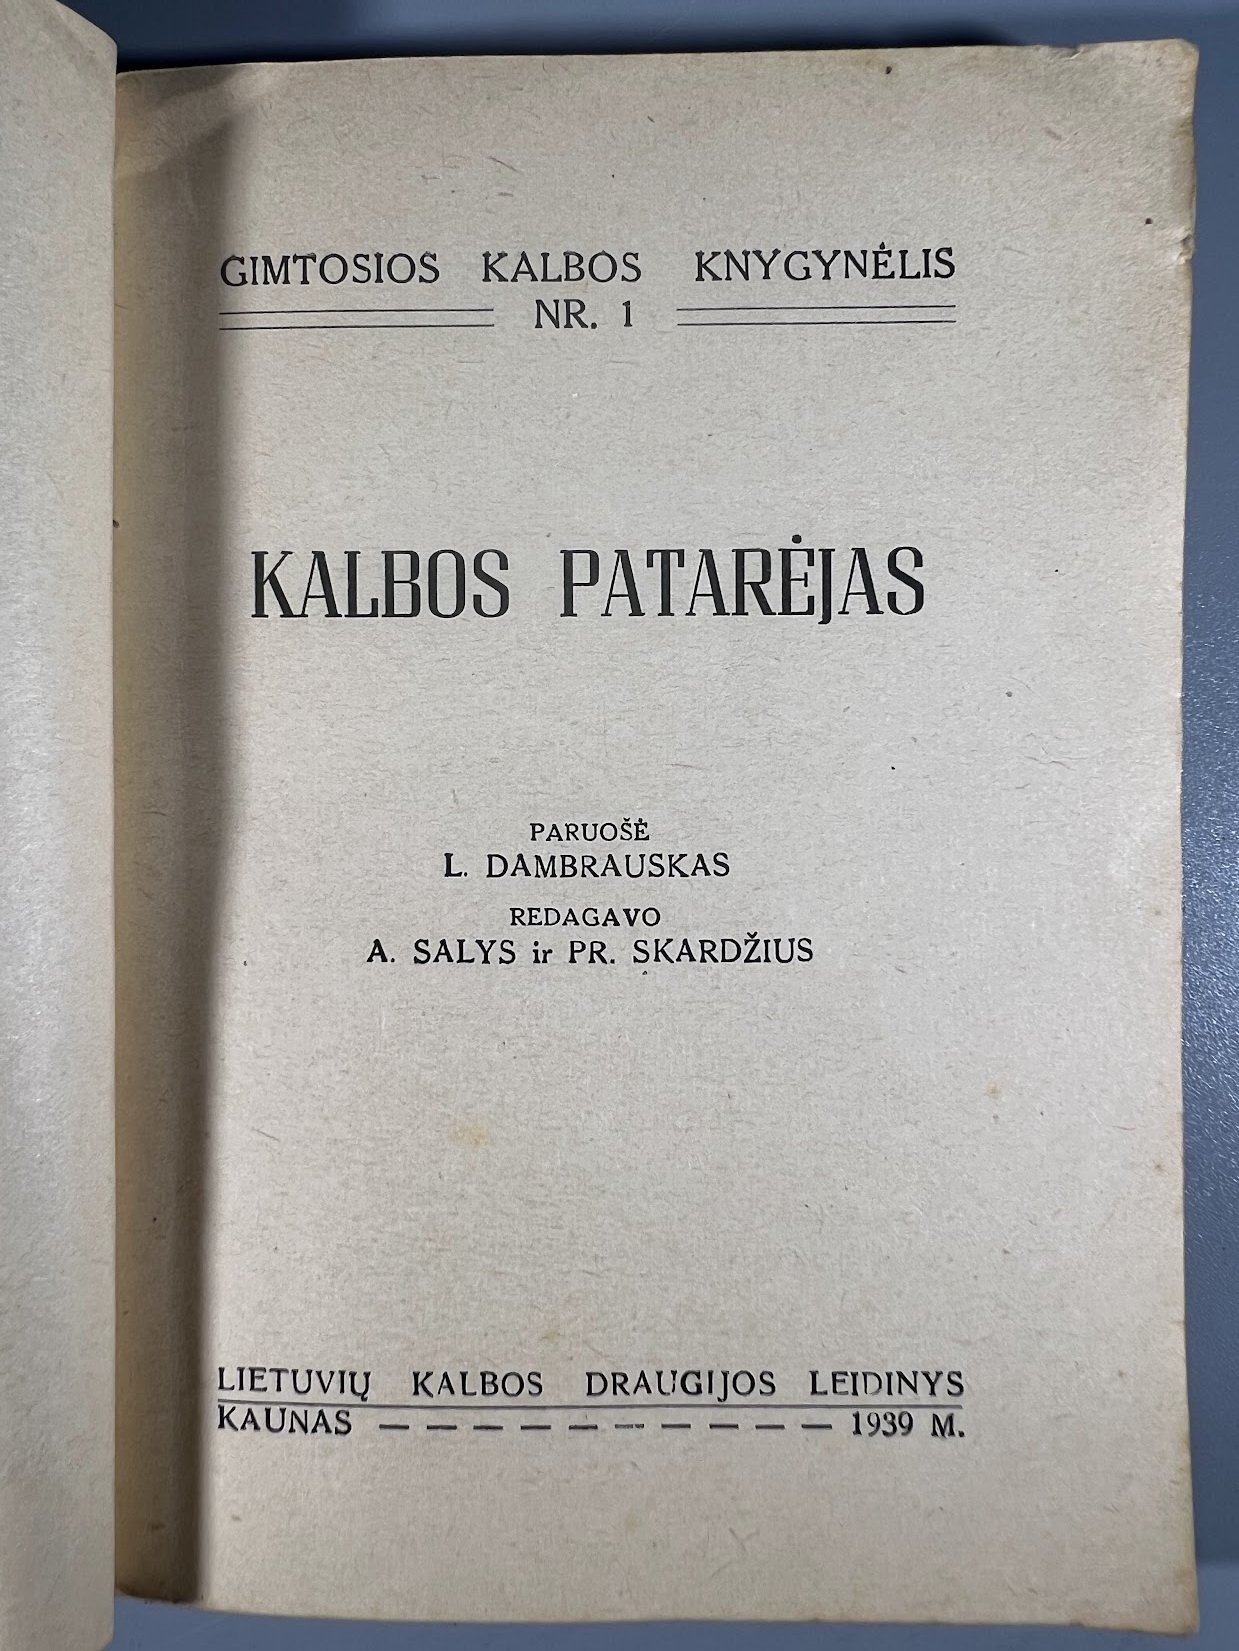 GIMTOSIOS KALBOS KNYGYNĖLIS
NR. 1
KALBOS PATARĖJAS
PARUOŠĖ
L. DAMBRAUSKAS
REDAGAVO
A. SALYS ir PR. SKARDŽIUS
LIETUVIŲ KALBOS DRAUGIJOS LEIDINYS
KAUNAS — — — — — — — — — — 1939 M.